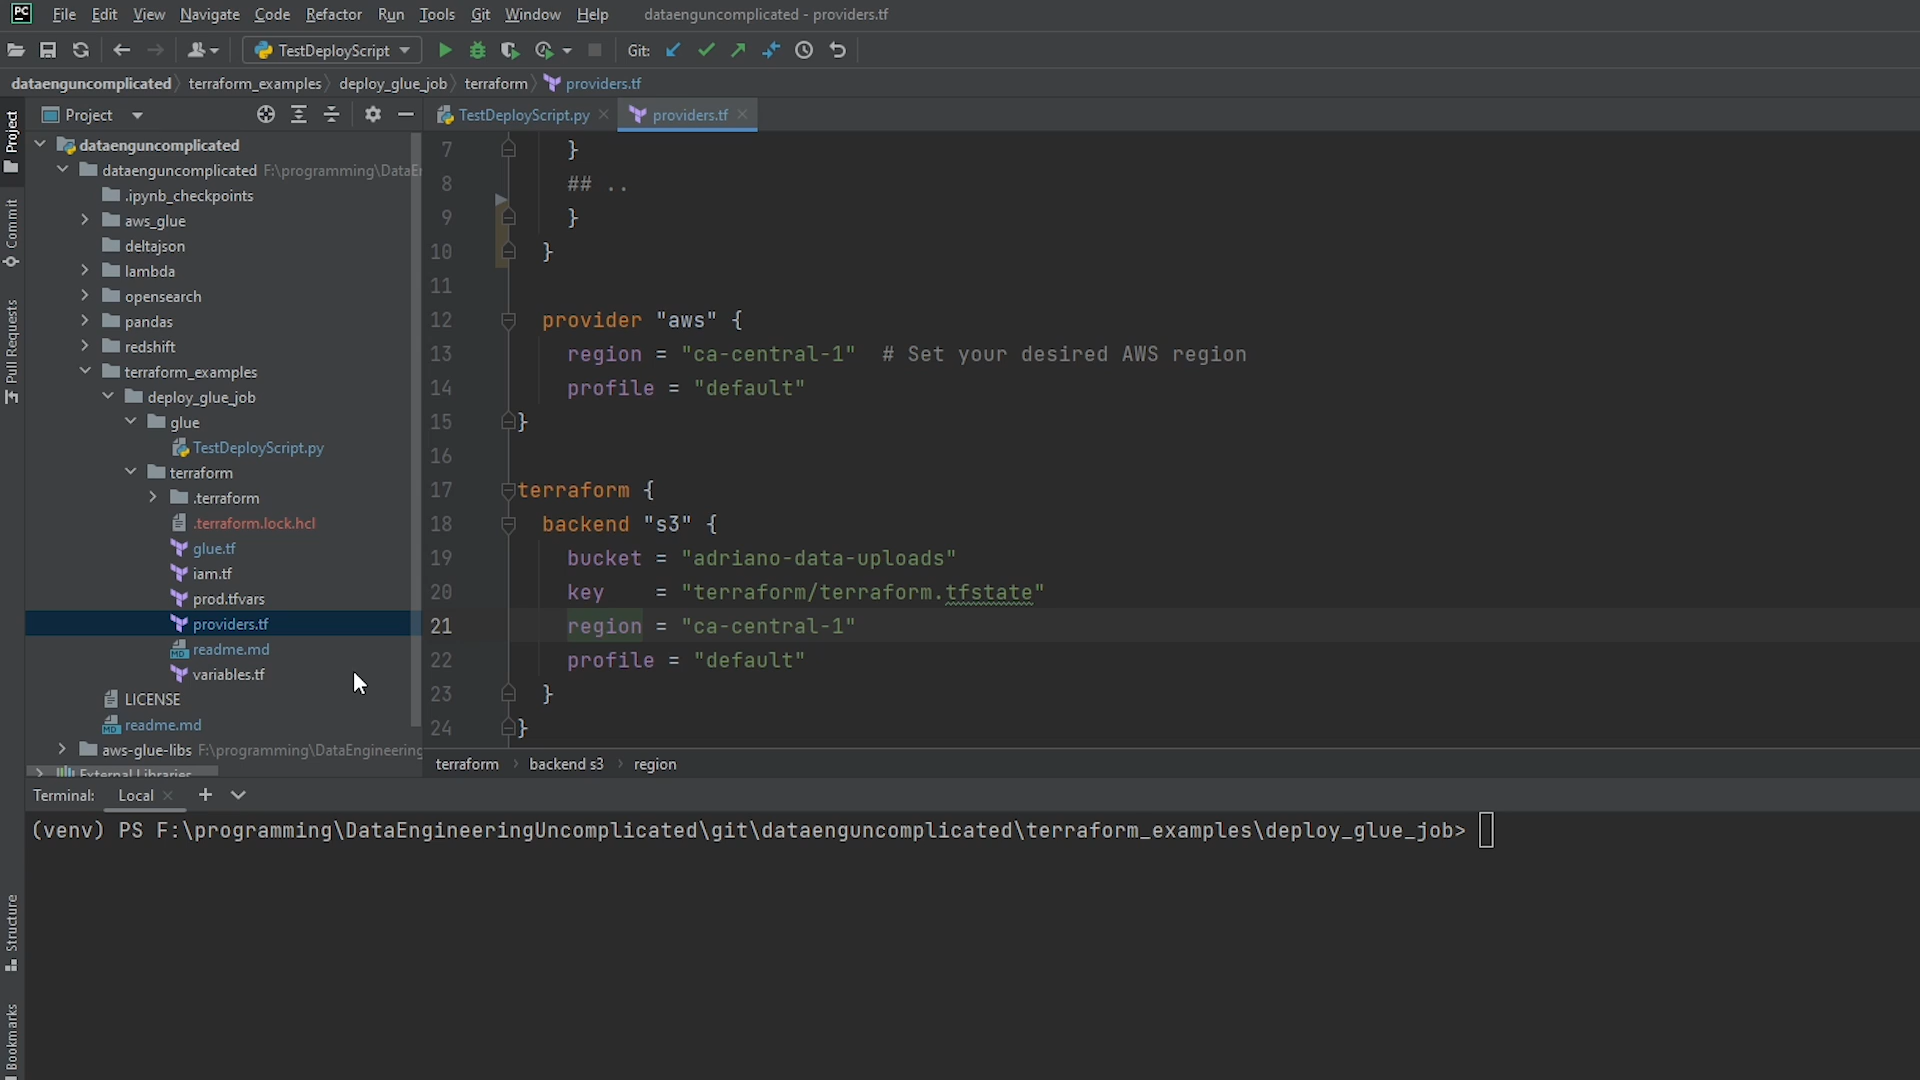 PC File Edit View Navigate Code Refactor Run Tools Git Window Help dataenguncomplicated - providers.tf
TestDeployScript Git:
dataenguncomplicated terraform_examples deploy_glue_job terraform providers.tf
Project
TestDeployScript.py providers.tf
Project
Commit
Pull Requests
Structure
Bookmarks
dataenguncomplicated
dataenguncomplicated F:\programming\DataEr
.ipynb_checkpoints
aws_glue
deltajson
lambda
opensearch
pandas
redshift
terraform_examples
deploy_glue_job
glue
TestDeployScript.py
terraform
.terraform
.terraform.lock.hcl
glue.tf
iam.tf
prod.tfvars
providers.tf
readme.md
variables.tf
LICENSE
readme.md
aws-glue-libs F:\programming\DataEngineering
External Libraries
7 }
8 ## ..
9 }
10 }
11
12 provider "aws" {
13 region = "ca-central-1" # Set your desired AWS region
14 profile = "default"
15 }
16
17 terraform {
18 backend "s3" {
19 bucket = "adriano-data-uploads"
20 key = "terraform/terraform.tfstate"
21 region = "ca-central-1"
22 profile = "default"
23 }
24 }
terraform backend s3 region
Terminal: Local
(venv) PS F:\programming\DataEngineeringUncomplicated\git\dataenguncomplicated\terraform_examples\deploy_glue_job>